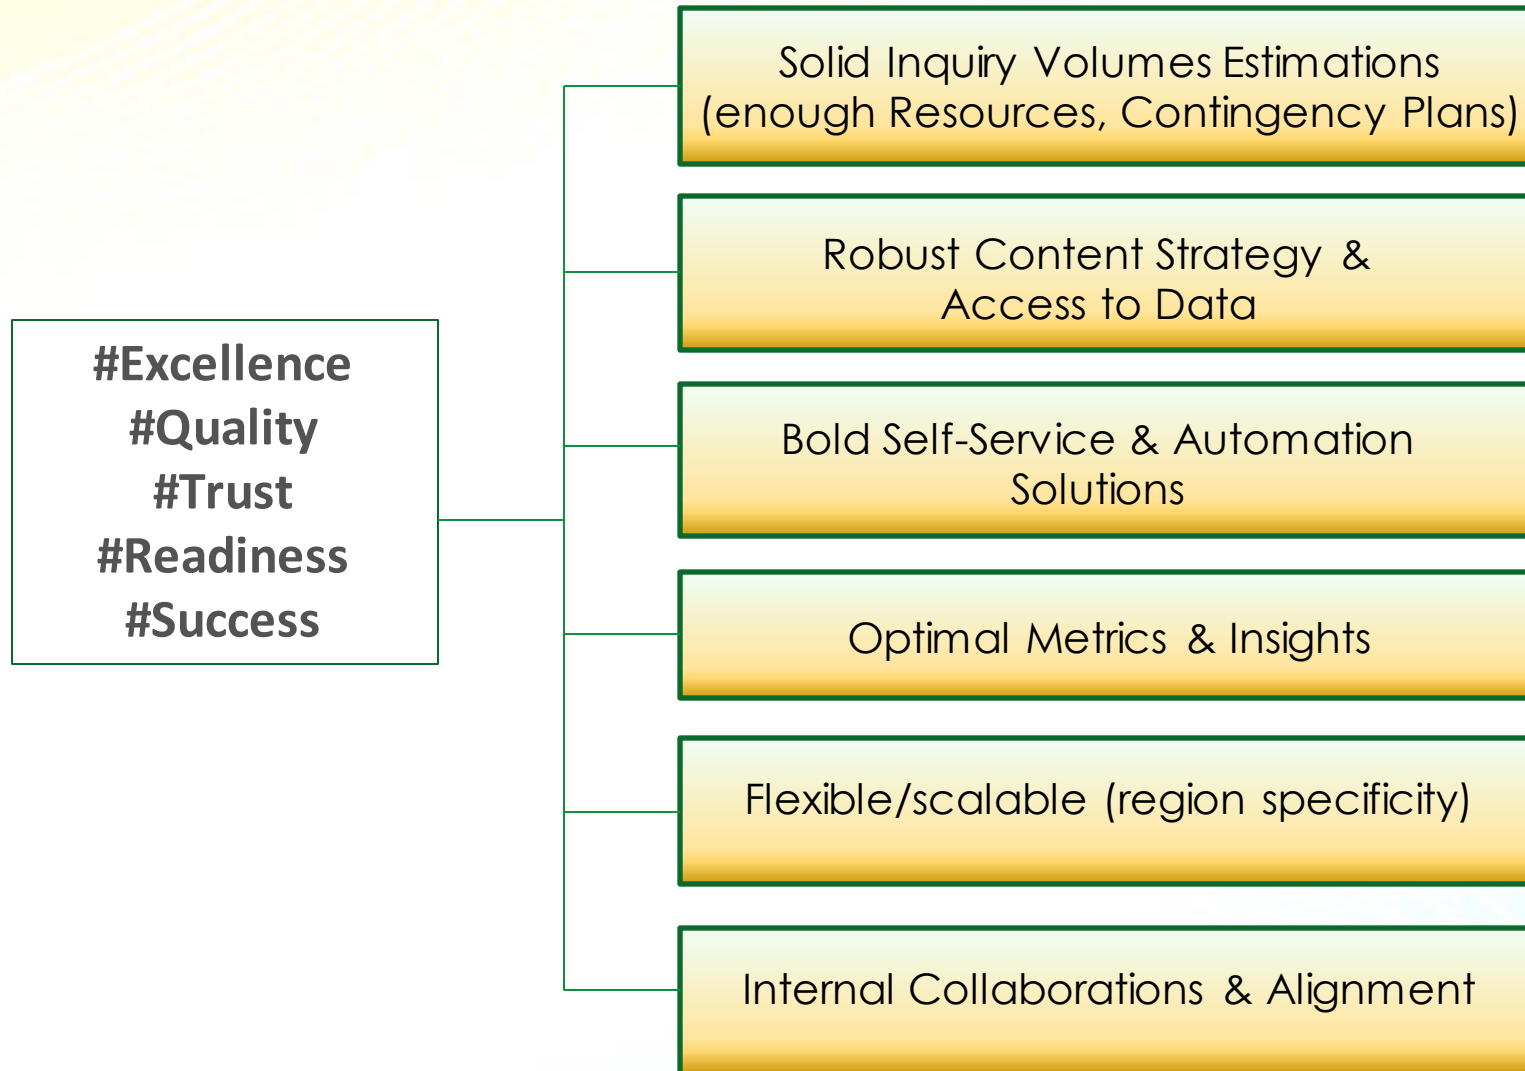 #Excellence
#Quality
#Trust
#Readiness
#Success
Solid Inquiry Volumes Estimations
(enough Resources, Contingency Plans)
Robust Content Strategy &
Access to Data
Bold Self-Service & Automation
Solutions
Optimal Metrics & Insights
Flexible/scalable (region specificity)
Internal Collaborations & Alignment